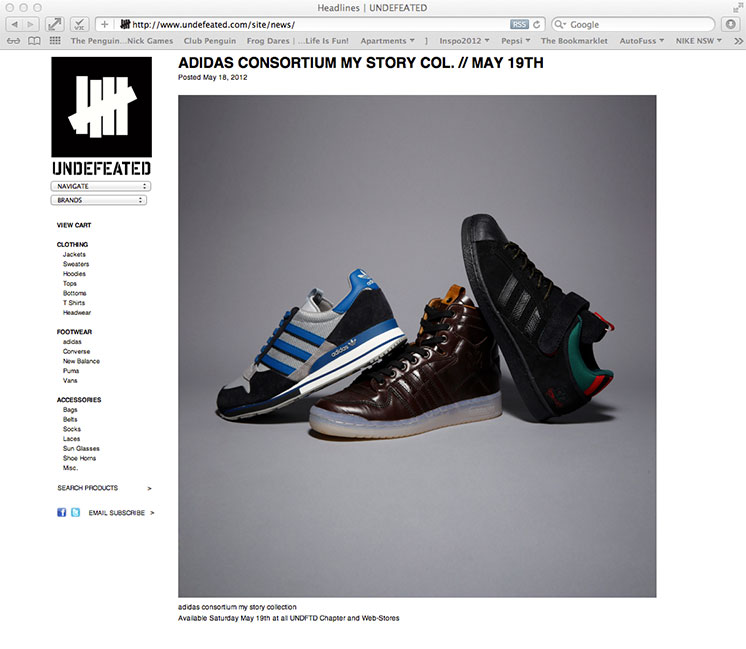 Headlines | UNDEFEATED
http://www.undefeated.com/site/news/
RSS
Google
The Penguin...Nick Games
Club Penguin
Frog Dares | ...Life Is Fun!
Apartments
]
Inspo2012
Pepsi
The Bookmarklet
AutoFuss
NIKE NSW
UNDEFEATED
NAVIGATE
BRANDS
VIEW CART
CLOTHING
Jackets
Sweaters
Hoodies
Tops
Bottoms
T Shirts
Headwear
FOOTWEAR
adidas
Converse
New Balance
Puma
Vans
ACCESSORIES
Bags
Belts
Socks
Laces
Sun Glasses
Shoe Horns
Misc.
SEARCH PRODUCTS >
EMAIL SUBSCRIBE >
ADIDAS CONSORTIUM MY STORY COL. // MAY 19TH
Posted May 18, 2012
adidas
adidas consortium my story collection
Available Saturday May 19th at all UNDFTD Chapter and Web-Stores